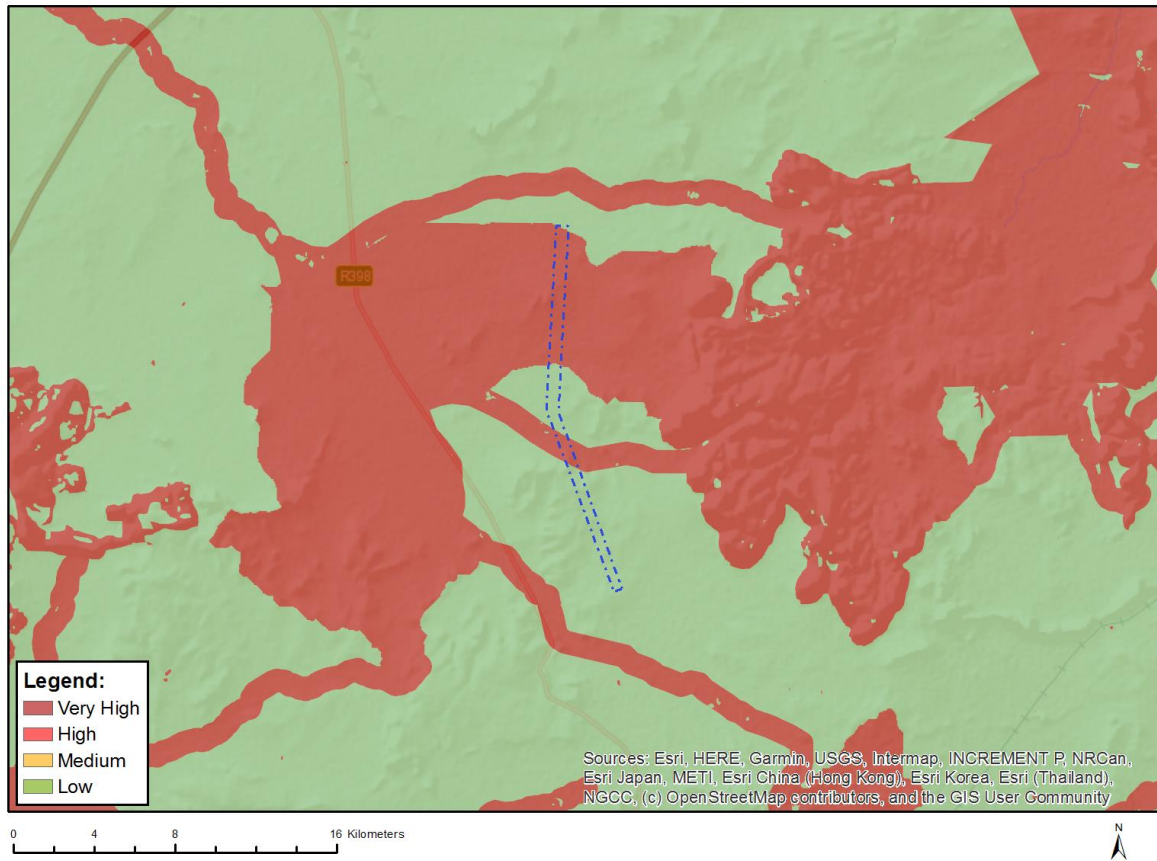 R398
Legend:
Very High
High
Medium
Low
Sources: Esri, HERE, Garmin, USGS, Intermap, INCREMENT P, NRCan,
Esri Japan, METI, Esri China (Hong Kong), Esri Korea, Esri (Thailand),
NGCC, (c) OpenStreetMap contributors, and the GIS User Community
0 4 8 16 Kilometers
N